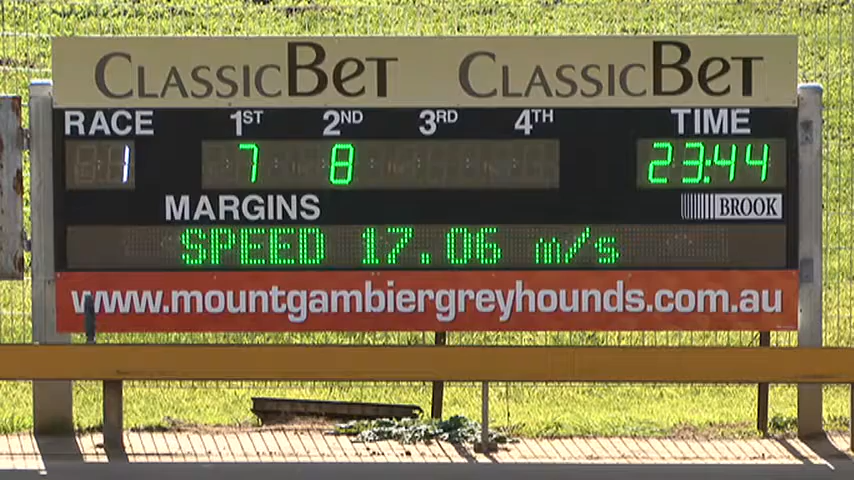 CLASSICBET CLASSICBET
RACE 1ST 2ND 3RD 4TH TIME
1 7 8 23:44
MARGINS BROOK
SPEED 17.06 m/s
www.mountgambiergreyhounds.com.au